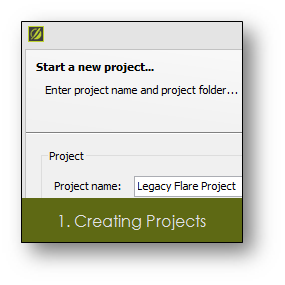 Start a new project...
Enter project name and project folder...
Project
Project name: Legacy Flare Project
1. Creating Projects